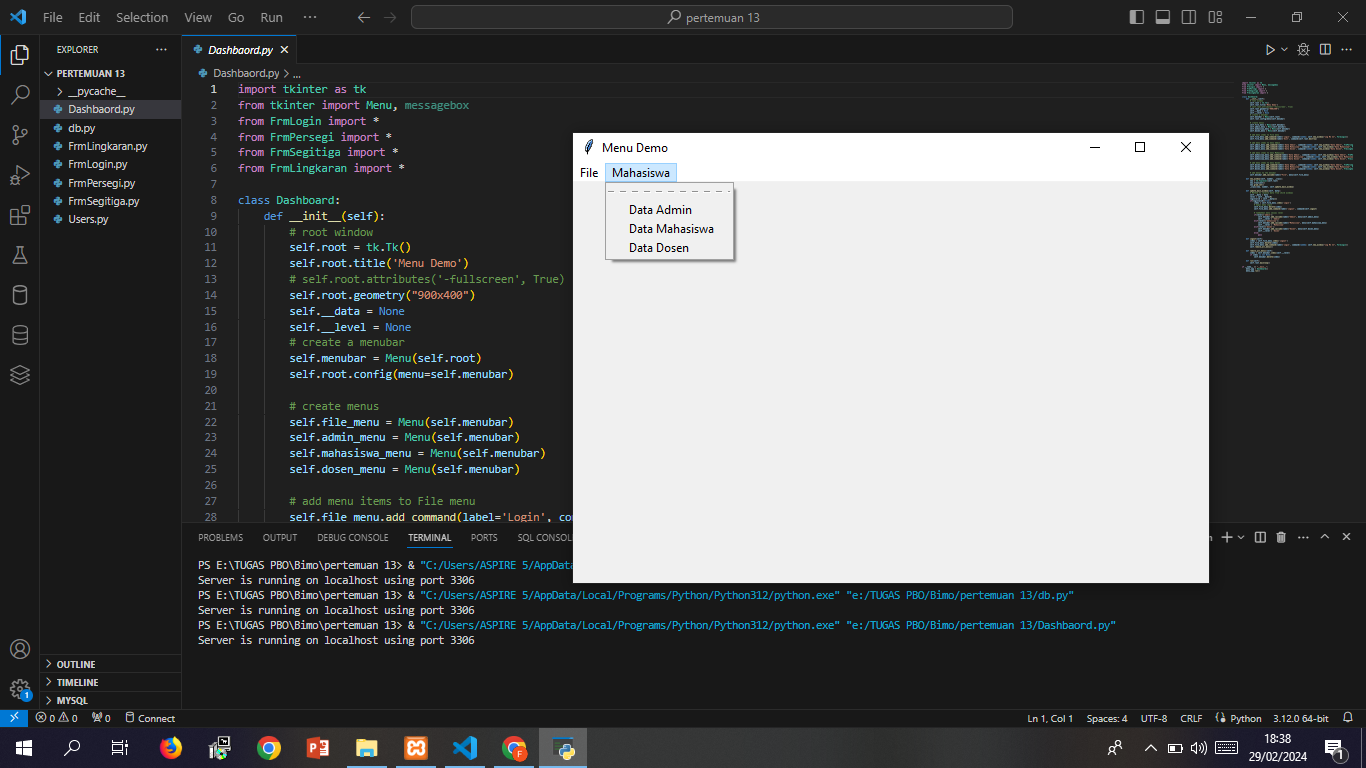 File Edit Selection View Go Run ··· pertemuan 13
EXPLORER ···
PERTEMUAN 13
__pycache__
Dashbaord.py
db.py
FrmLingkaran.py
FrmLogin.py
FrmPersegi.py
FrmSegitiga.py
Users.py
OUTLINE
TIMELINE
MYSQL
Dashbaord.py
Dashbaord.py > ...
1 import tkinter as tk
2 from tkinter import Menu, messagebox
3 from FrmLogin import *
4 from FrmPersegi import *
5 from FrmSegitiga import *
6 from FrmLingkaran import *
7
8 class Dashboard:
9 def __init__(self):
10 # root window
11 self.root = tk.Tk()
12 self.root.title('Menu Demo')
13 # self.root.attributes('-fullscreen', True)
14 self.root.geometry("900x400")
15 self.__data = None
16 self.__level = None
17 # create a menubar
18 self.menubar = Menu(self.root)
19 self.root.config(menu=self.menubar)
20
21 # create menus
22 self.file_menu = Menu(self.menubar)
23 self.admin_menu = Menu(self.menubar)
24 self.mahasiswa_menu = Menu(self.menubar)
25 self.dosen_menu = Menu(self.menubar)
26
27 # add menu items to File menu
28 self.file_menu.add_command(label='Login', co
Menu Demo
File Mahasiswa
Data Admin
Data Mahasiswa
Data Dosen
PROBLEMS OUTPUT DEBUG CONSOLE TERMINAL PORTS SQL CONSOL
PS E:\TUGAS PBO\Bimo\pertemuan 13> & "C:/Users/ASPIRE 5/AppData
Server is running on localhost using port 3306
PS E:\TUGAS PBO\Bimo\pertemuan 13> & "C:/Users/ASPIRE 5/AppData/Local/Programs/Python/Python312/python.exe" "e:/TUGAS PBO/Bimo/pertemuan 13/db.py"
Server is running on localhost using port 3306
PS E:\TUGAS PBO\Bimo\pertemuan 13> & "C:/Users/ASPIRE 5/AppData/Local/Programs/Python/Python312/python.exe" "e:/TUGAS PBO/Bimo/pertemuan 13/Dashbaord.py"
Server is running on localhost using port 3306
0 0 0 Connect Ln 1, Col 1 Spaces: 4 UTF-8 CRLF Python 3.12.0 64-bit
18:38
29/02/2024
1